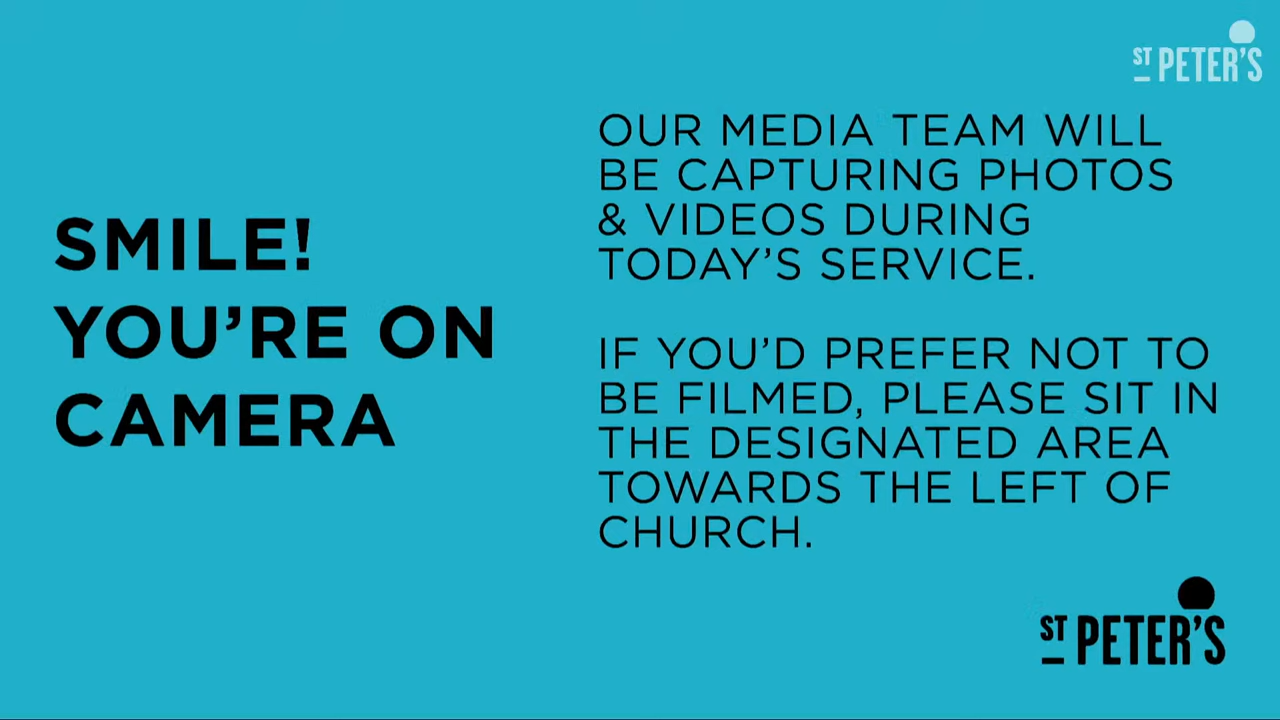 ST PETER'S
SMILE!
YOU'RE ON
CAMERA
OUR MEDIA TEAM WILL
BE CAPTURING PHOTOS
& VIDEOS DURING
TODAY'S SERVICE.
IF YOU'D PREFER NOT TO
BE FILMED, PLEASE SIT IN
THE DESIGNATED AREA
TOWARDS THE LEFT OF
CHURCH.
ST PETER'S